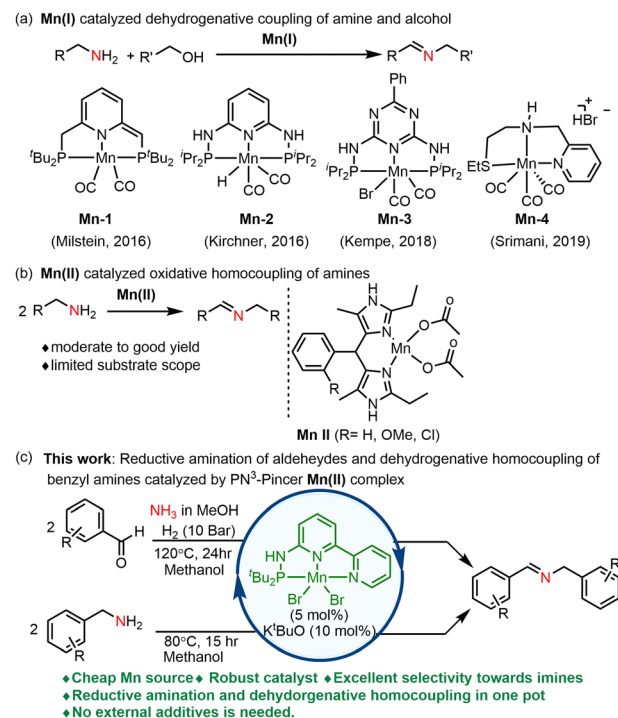 (a) Mn(I) catalyzed dehydrogenative coupling of amine and alcohol
R NH2 + R' OH Mn(I) R N R'
Ph
N N
N
NH NH
N
NH NH
H
N
HBr
+ -
tBu2P Mn PtBu2
OC CO
iPr2P Mn PiPr2
H CO
CO
iPr2P Mn PiPr2
Br CO
CO
EtS Mn N
OC CO
CO
Mn-1 Mn-2 Mn-3 Mn-4
(Milstein, 2016) (Kirchner, 2016) (Kempe, 2018) (Srimani, 2019)
(b) Mn(II) catalyzed oxidative homocoupling of amines
2 R NH2 Mn(II) R N R
♦moderate to good yield
♦limited substrate scope
H
N
N
Mn
O O
O O
R
N
N
H
Mn II (R= H, OMe, Cl)
(c) This work: Reductive amination of aldeheydes and dehydrogenative homocoupling of
benzyl amines catalyzed by PN3-Pincer Mn(II) complex
2 R H O
NH3 in MeOH
H2 (10 Bar)
120°C, 24hr
Methanol
HN N
tBu2P Mn N
Br Br
(5 mol%)
KtBuO (10 mol%)
R N R
2 R NH2
80°C, 15 hr
Methanol
♦Cheap Mn source♦ Robust catalyst ♦Excellent selectivity towards imines
♦Reductive amination and dehydorgenative homocoupling in one pot
♦No external additives is needed.